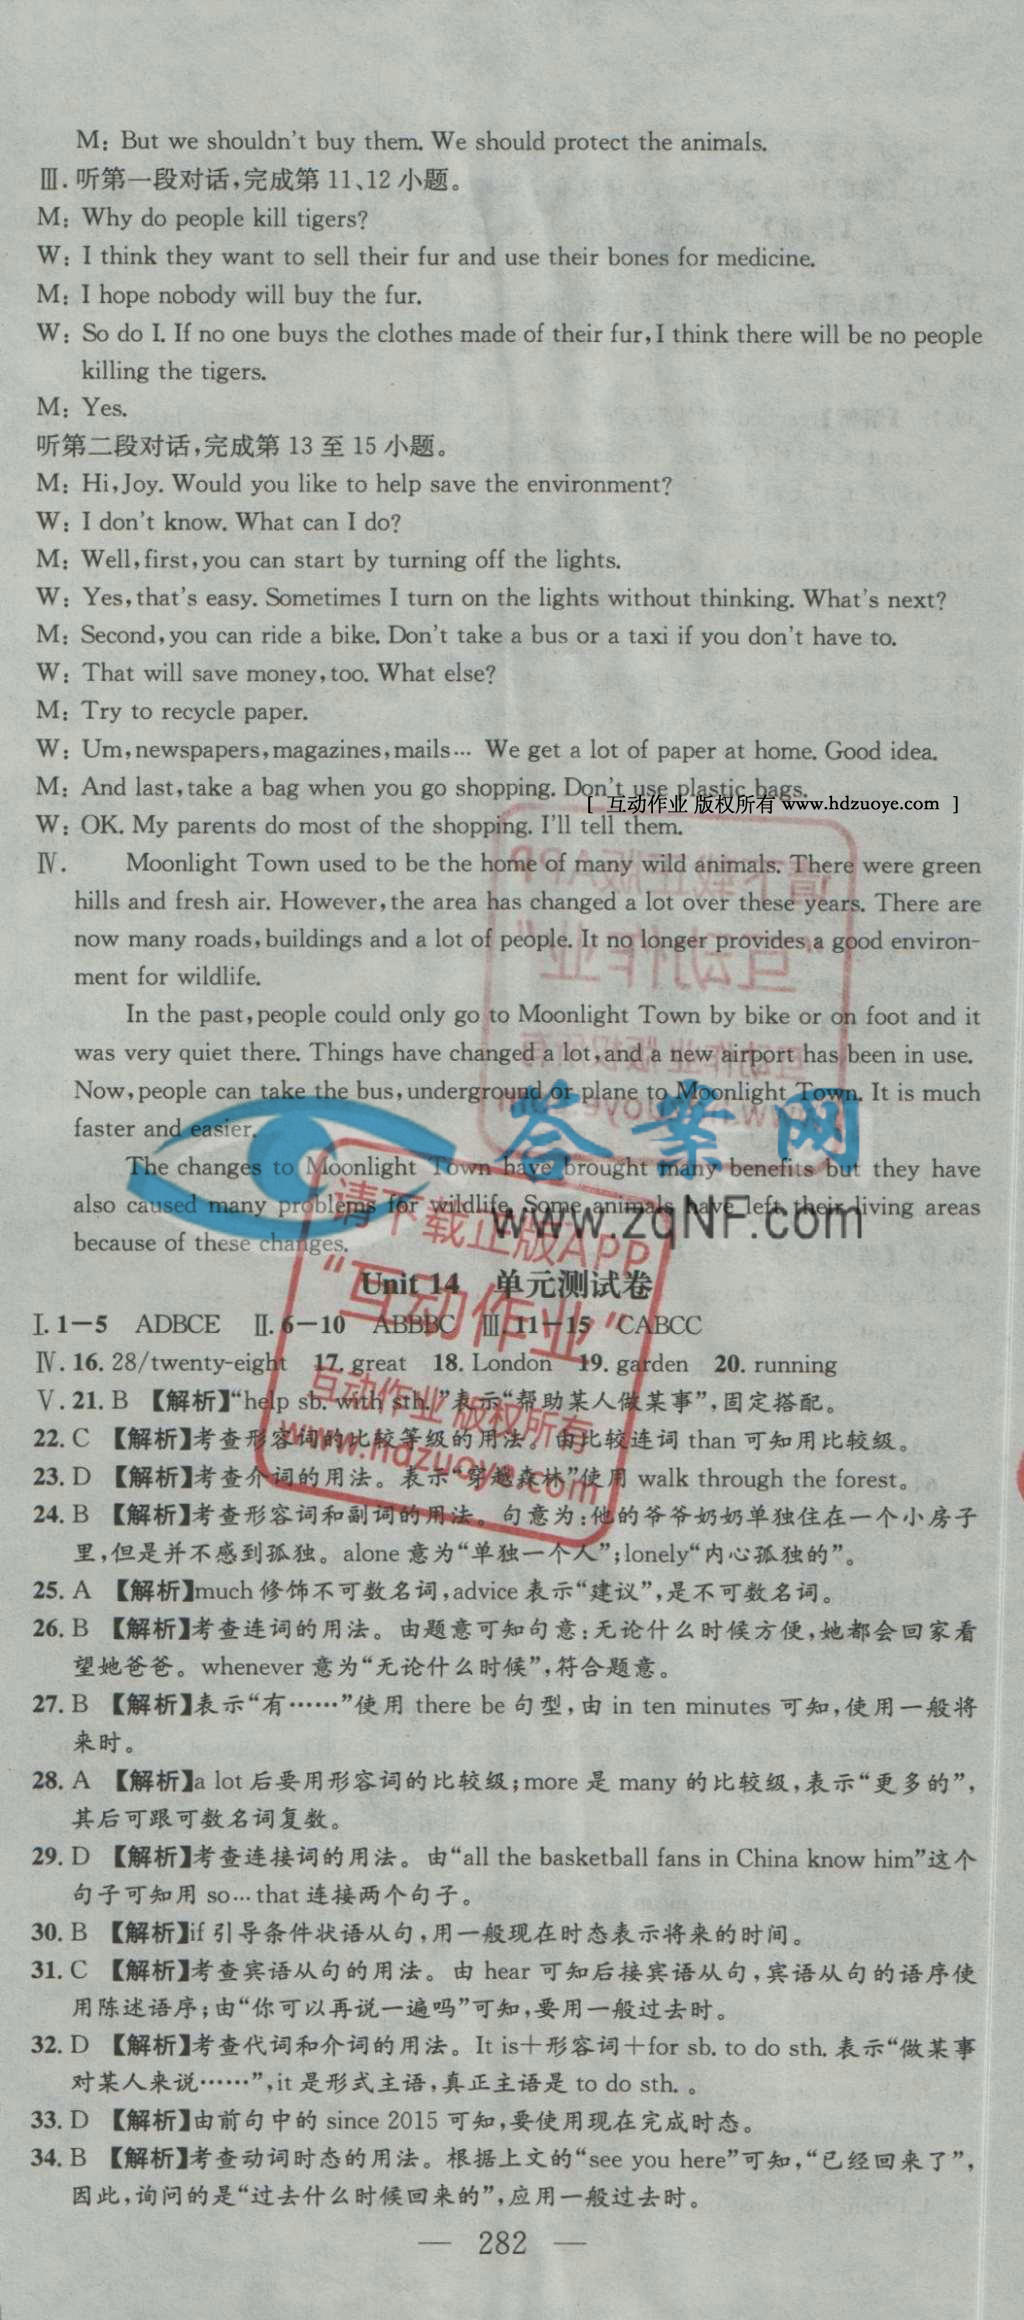 M: But we shouldn't buy them. We should protect the animals.
Ⅲ. 听第一段对话,完成第 11、12 小题。
M: Why do people kill tigers?
W: I think they want to sell their fur and use their bones for medicine.
M: I hope nobody will buy the fur.
W: So do I. If no one buys the clothes made of their fur, I think there will be no people
killing the tigers.
M: Yes.
听第二段对话,完成第 13 至 15 小题。
M: Hi, Joy. Would you like to help save the environment?
W: I don't know. What can I do?
M: Well, first, you can start by turning off the lights.
W: Yes, that's easy. Sometimes I turn on the lights without thinking. What's next?
M: Second, you can ride a bike. Don't take a bus or a taxi if you don't have to.
W: That will save money, too. What else?
M: Try to recycle paper.
W: Um, newspapers, magazines, mails… We get a lot of paper at home. Good idea.
M: And last, take a bag when you go shopping. Don't use plastic bags.
[ 互动作业 版权所有 www.hdzuoye.com ]
W: OK. My parents do most of the shopping. I'll tell them.
Ⅳ. Moonlight Town used to be the home of many wild animals. There were green
hills and fresh air. However, the area has changed a lot over these years. There are
now many roads, buildings and a lot of people. It no longer provides a good environ-
ment for wildlife.
In the past, people could only go to Moonlight Town by bike or on foot and it
was very quiet there. Things have changed a lot, and a new airport has been in use.
Now, people can take the bus, underground or plane to Moonlight Town. It is much
faster and easier.
答案网
The changes to Moonlight Town have brought many benefits but they have
also caused many problems for wildlife. Some animals have left their living areas
www.zqNF.com
because of these changes.
请下载正版APP
“互动作业”
互动作业 版权所有
www.hdzuoye.com
Unit 14 单元测试卷
Ⅰ. 1—5 ADBCE Ⅱ. 6—10 ABBBC Ⅲ. 11—15 CABCC
Ⅳ. 16. 28/twenty-eight 17. great 18. London 19. garden 20. running
Ⅴ. 21. B 【解析】“help sb. with sth. ”表示“帮助某人做某事”,固定搭配。
22. C 【解析】考查形容词的比较等级的用法。由比较连词 than 可知用比较级。
23. D 【解析】考查介词的用法。表示“穿越森林”使用 walk through the forest。
24. B 【解析】考查形容词和副词的用法。句意为:他的爷爷奶奶单独住在一个小房子
里,但是并不感到孤独。alone 意为“单独一个人”;lonely“内心孤独的”。
25. A 【解析】much 修饰不可数名词,advice 表示“建议”,是不可数名词。
26. B 【解析】考查连词的用法。由题意可知句意:无论什么时候方便,她都会回家看
望她爸爸。whenever 意为“无论什么时候”,符合题意。
27. B 【解析】表示“有……”使用 there be 句型,由 in ten minutes 可知,使用一般将
来时。
28. A 【解析】a lot 后要用形容词的比较级;more 是 many 的比较级,表示“更多的”,
其后可跟可数名词复数。
29. D 【解析】考查连接词的用法。由“all the basketball fans in China know him”这个
句子可知用 so…that 连接两个句子。
30. B 【解析】if 引导条件状语从句,用一般现在时态表示将来的时间。
31. C 【解析】考查宾语从句的用法。由 hear 可知后接宾语从句,宾语从句的语序使
用陈述语序;由“你可以再说一遍吗”可知,要用一般过去时。
32. D 【解析】考查代词和介词的用法。It is+形容词+for sb. to do sth. 表示“做某事
对某人来说……”,it 是形式主语,真正主语是 to do sth. 。
33. D 【解析】由前句中的 since 2015 可知,要使用现在完成时态。
34. B 【解析】考查动词时态的用法。根据上文的“see you here”可知,“已经回来了”,
因此,询问的是“过去什么时候回来的”,应用一般过去时。
— 282 —